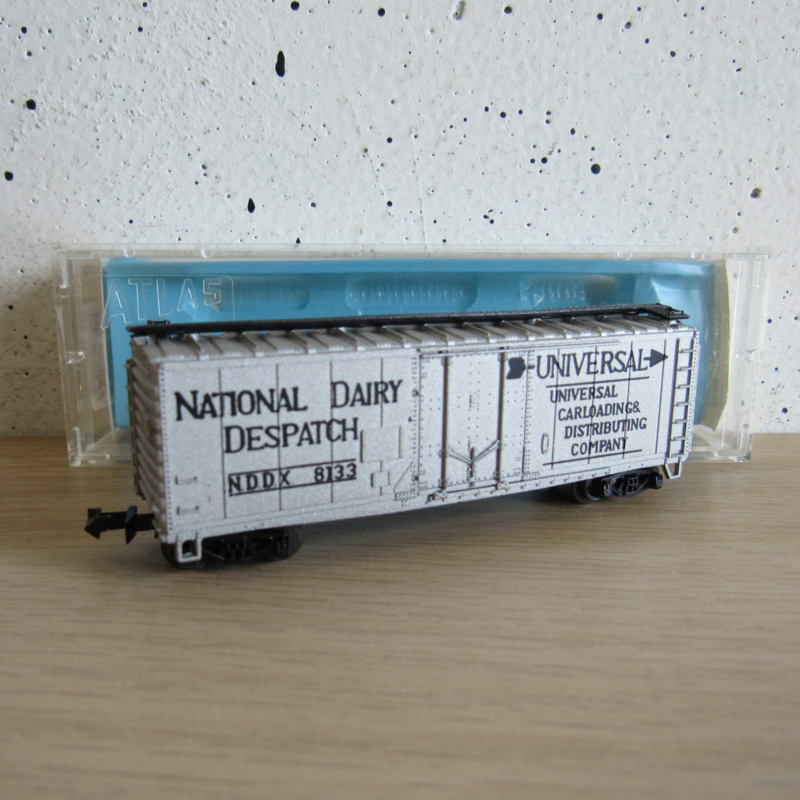 ATLAS
NATIONAL DAIRY
DESPATCH
NDDX 8133
UNIVERSAL
UNIVERSAL
CARLOADING &
DISTRIBUTING
COMPANY